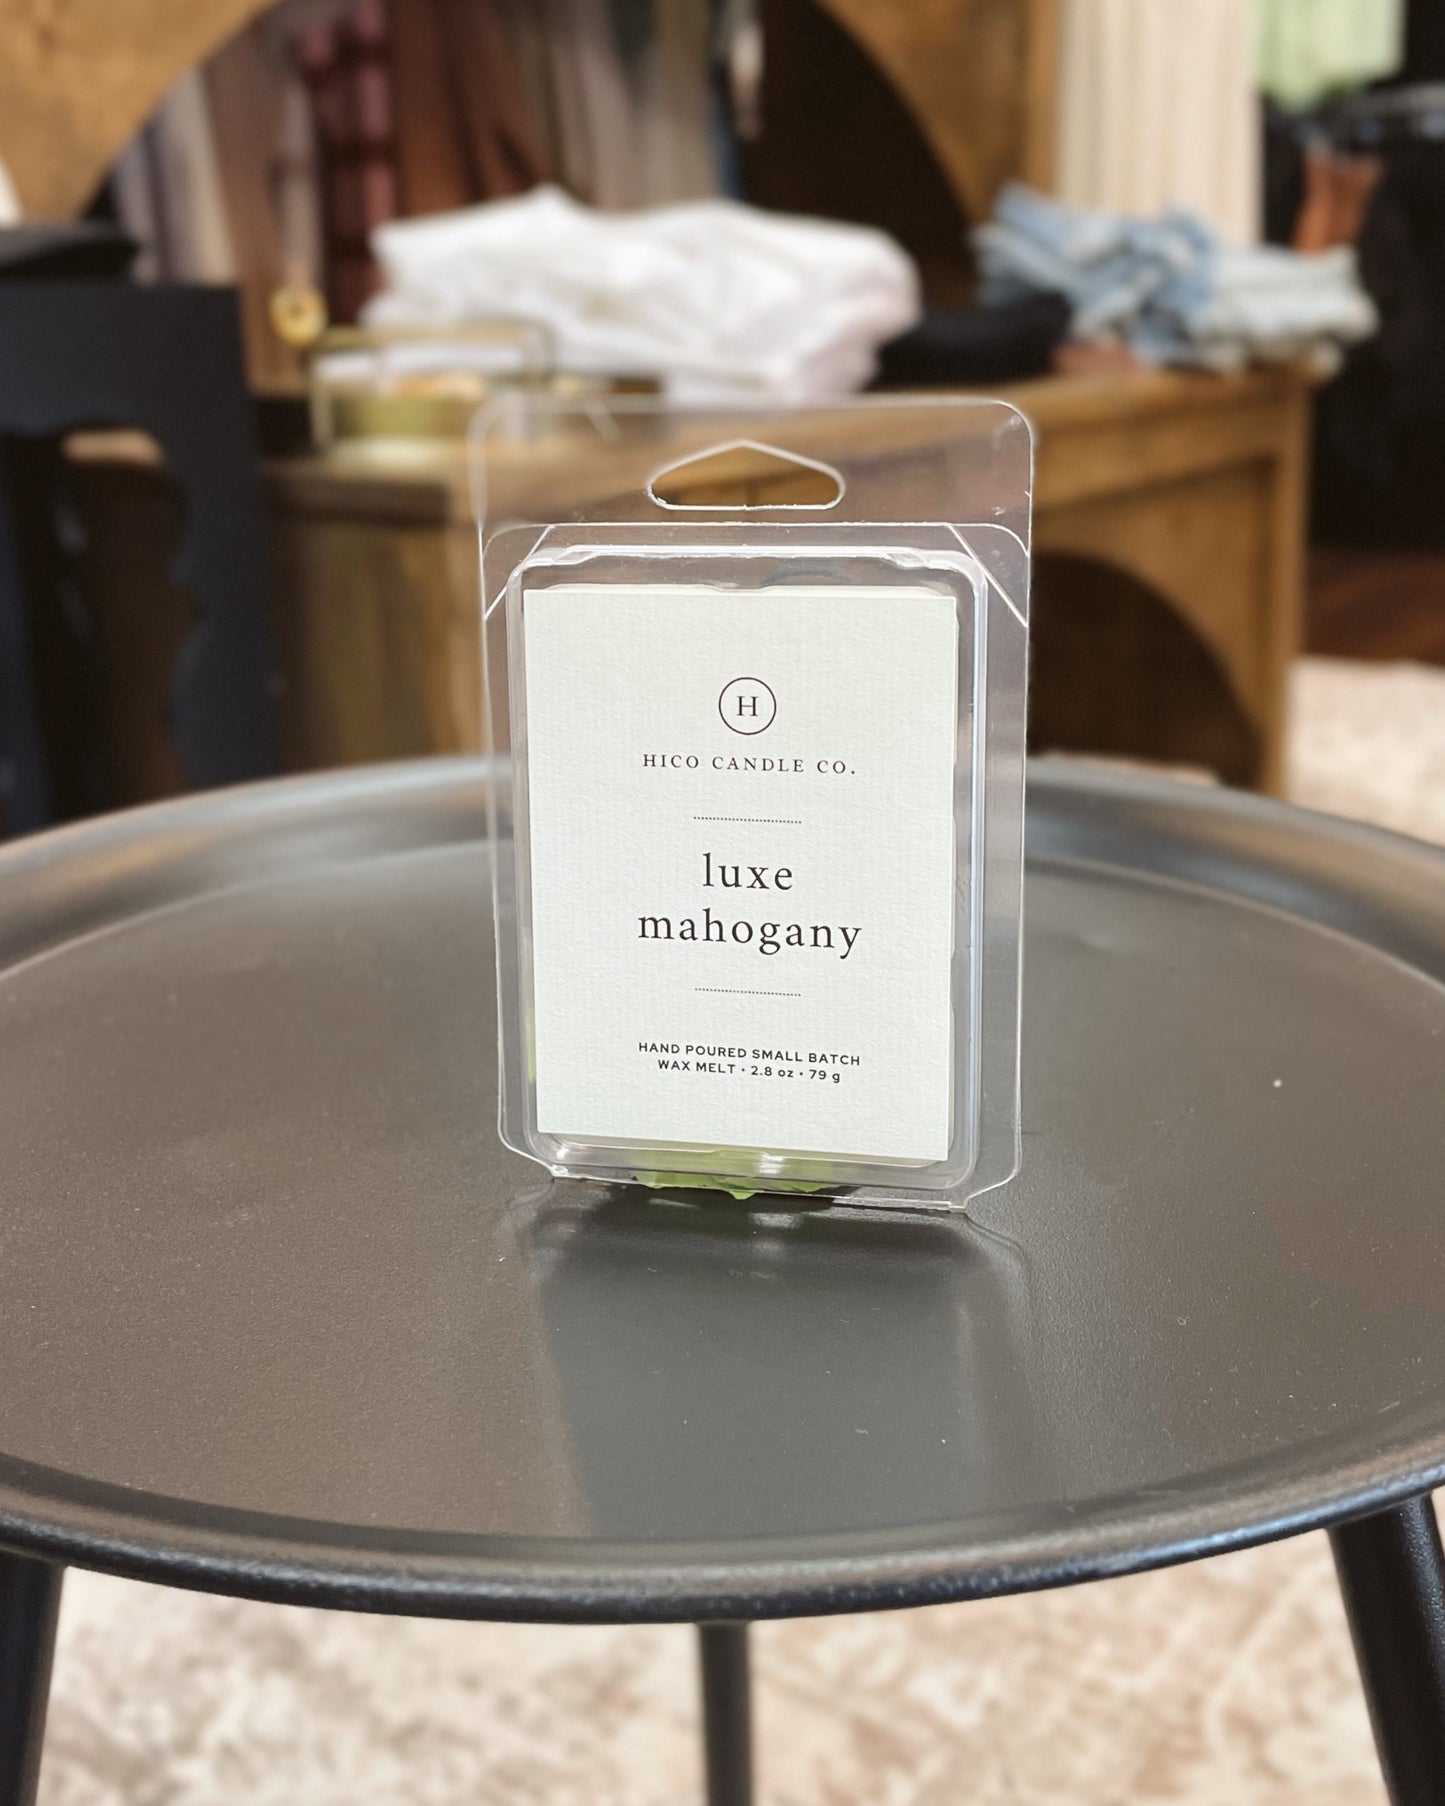 H
HICO CANDLE CO.
luxe
mahogany
HAND POURED SMALL BATCH
WAX MELT • 2.8 oz • 79 g